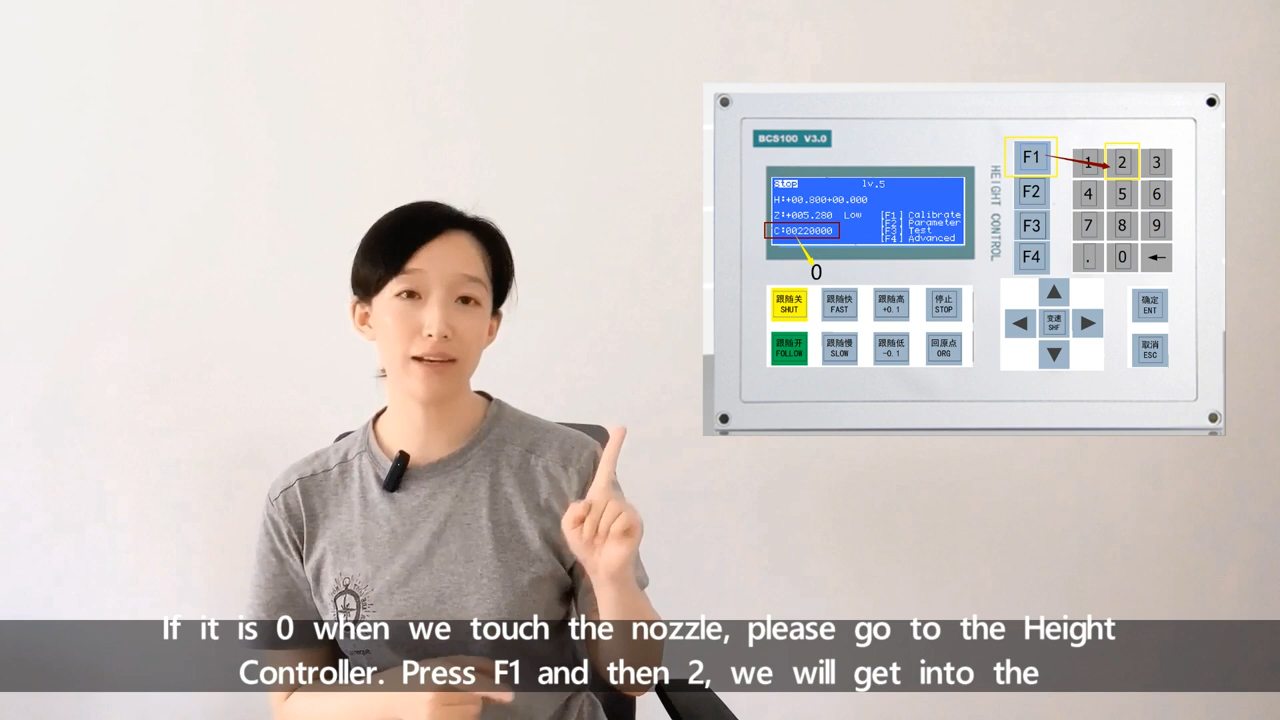 BCS100 V3.0
Stop lv.5
H:+00.800+00.000
Z:+005.280 Low [F1] Calibrate
[F2] Parameter
C:00220000 [F3] Test
[F4] Advanced
0
跟随关
SHUT
跟随快
FAST
跟随高
+0.1
停止
STOP
跟随开
FOLLOW
跟随慢
SLOW
跟随低
-0.1
回原点
ORG
HEIGHT CONTROL
F1
F2
F3
F4
1 2 3
4 5 6
7 8 9
. 0 ←
▲
◀ 变速 ▶
SHF
▼
确定
ENT
取消
ESC
If it is 0 when we touch the nozzle, please go to the Height
Controller. Press F1 and then 2, we will get into the